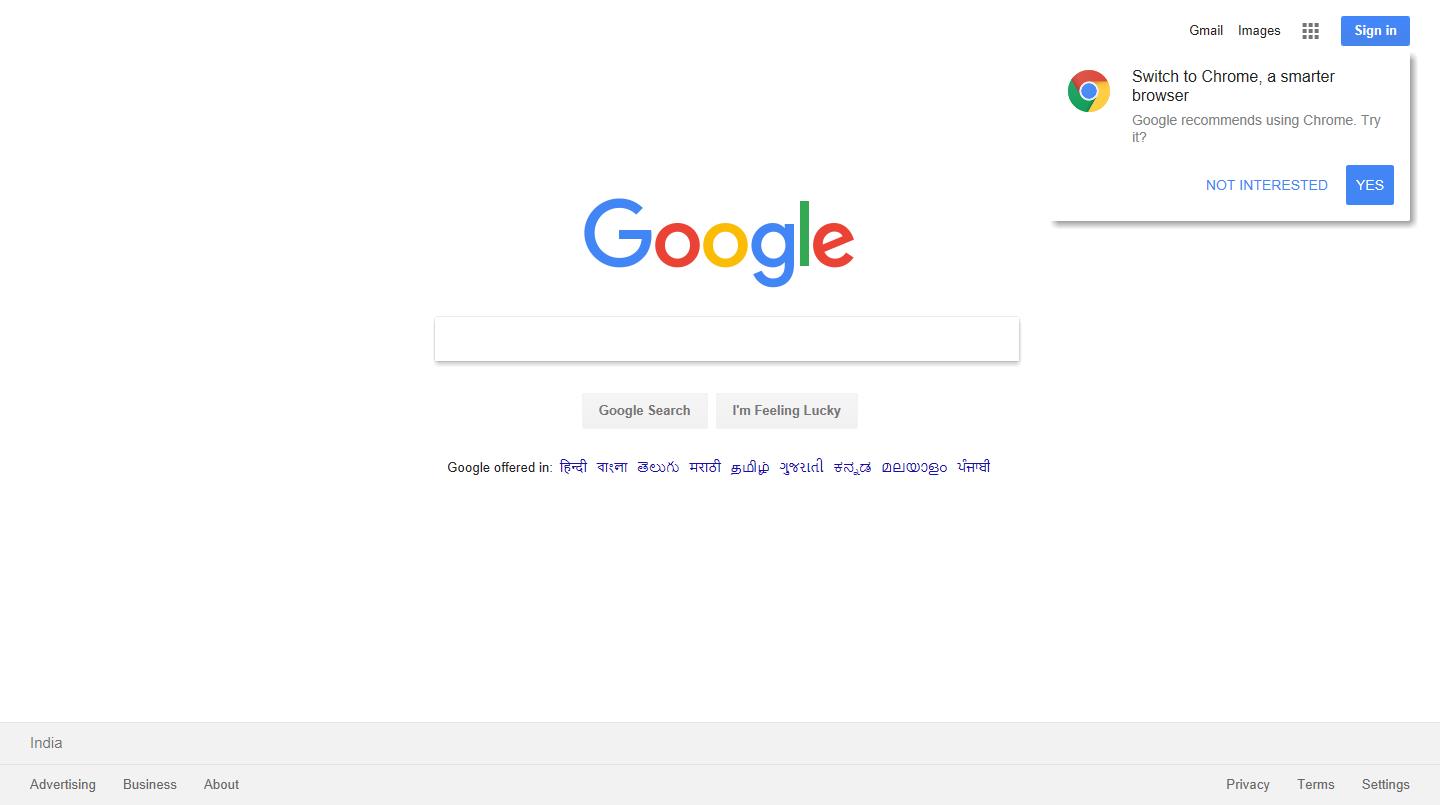 Gmail Images Sign in
Switch to Chrome, a smarter
browser
Google recommends using Chrome. Try
it?
NOT INTERESTED YES
Google
Google Search I'm Feeling Lucky
Google offered in: हिन्दी বাংলা తెలుగు मराठी தமிழ் ગુજરાતી ಕನ್ನಡ മലയാളം ਪੰਜਾਬੀ
India
Advertising Business About Privacy Terms Settings